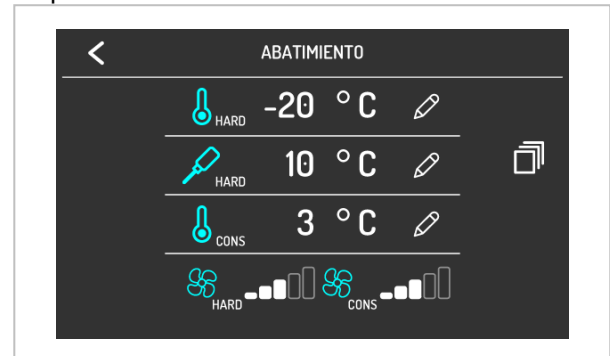 ABATIMIENTO
HARD -20 °C
HARD 10 °C
CONS 3 °C
HARD CONS